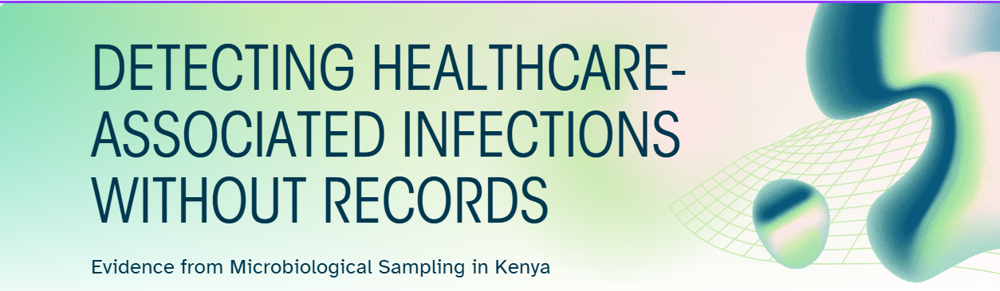 DETECTING HEALTHCARE-
ASSOCIATED INFECTIONS
WITHOUT RECORDS
Evidence from Microbiological Sampling in Kenya